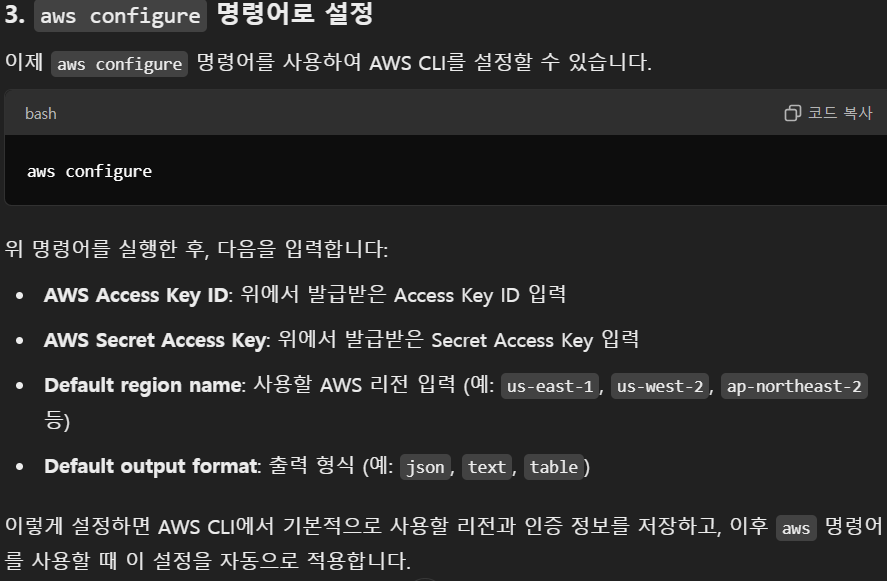 3. aws configure 명령어로 설정
이제 aws configure 명령어를 사용하여 AWS CLI를 설정할 수 있습니다.
bash
코드 복사
aws configure
위 명령어를 실행한 후, 다음을 입력합니다:
• AWS Access Key ID: 위에서 발급받은 Access Key ID 입력
• AWS Secret Access Key: 위에서 발급받은 Secret Access Key 입력
• Default region name: 사용할 AWS 리전 입력 (예: us-east-1, us-west-2, ap-northeast-2
등)
• Default output format: 출력 형식 (예: json, text, table)
이렇게 설정하면 AWS CLI에서 기본적으로 사용할 리전과 인증 정보를 저장하고, 이후 aws 명령어
를 사용할 때 이 설정을 자동으로 적용합니다.